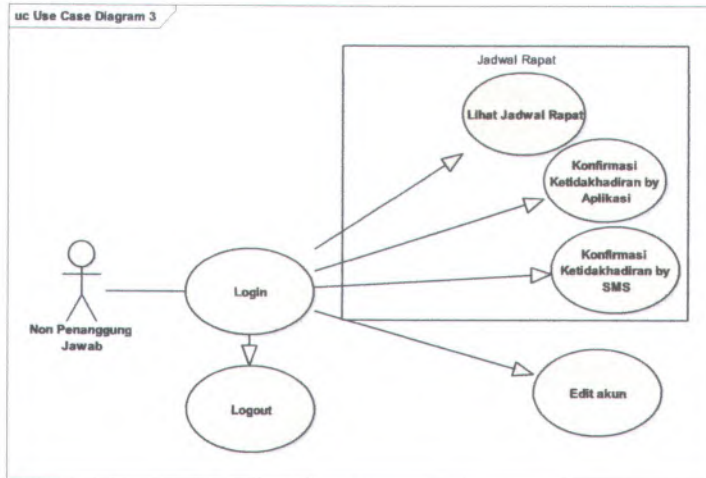 uc Use Case Diagram 3
Jadwal Rapat
Lihat Jadwal Rapat
Konfirmasi
Ketidakhadiran by
Aplikasi
Konfirmasi
Ketidakhadiran by
SMS
Login
Non Penanggung
Jawab
Logout
Edit akun